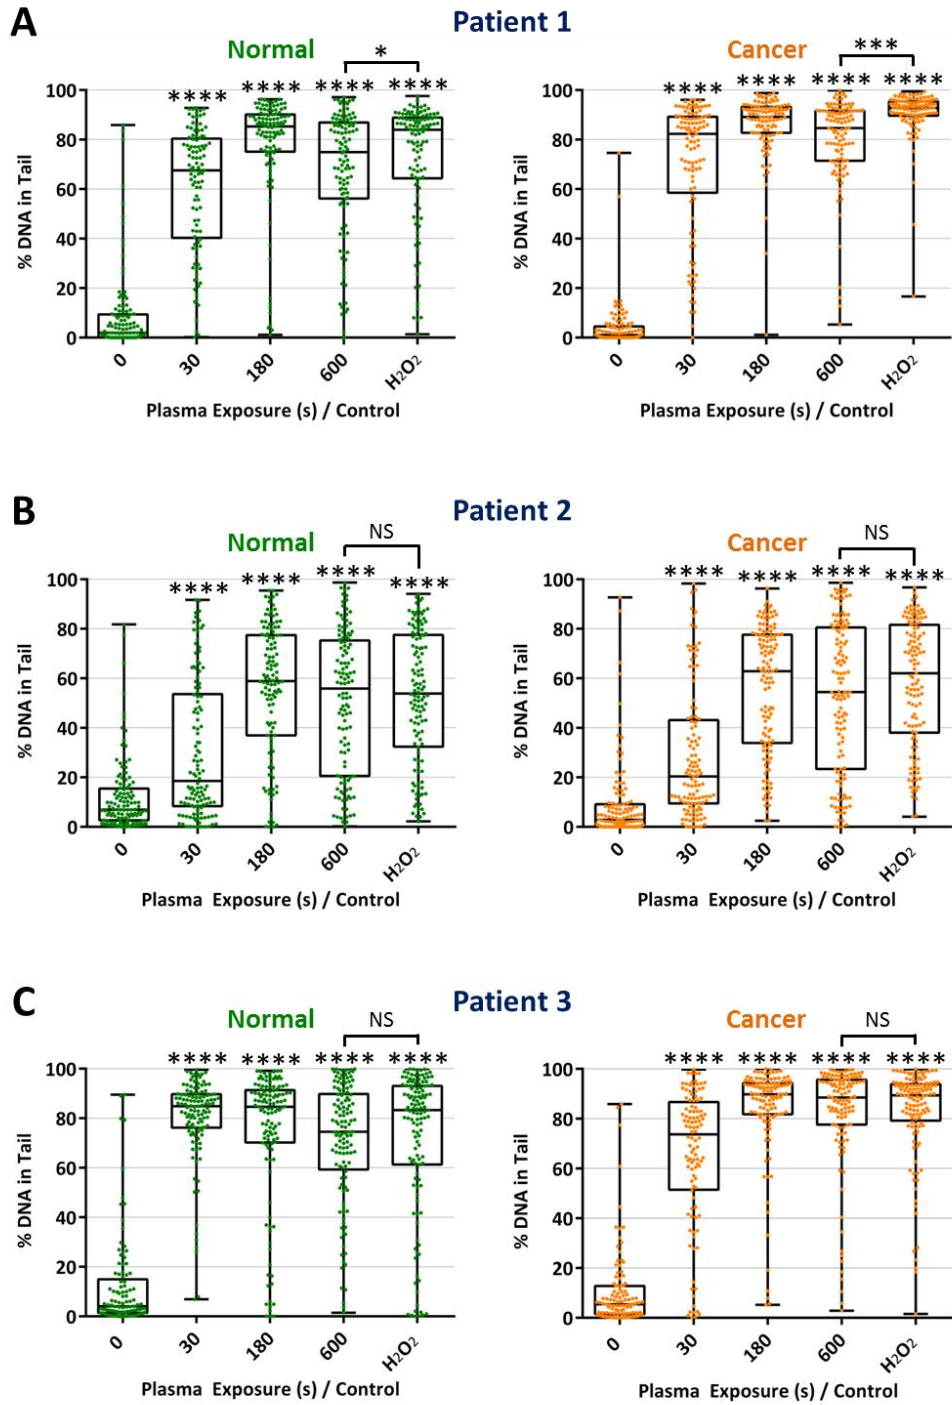 A
Patient 1
Normal
Cancer
*
***
**** **** **** ****
**** **** **** ****
% DNA in Tail
100
80
60
40
20
0
0 30 180 600 H₂O₂
Plasma Exposure (s) / Control
% DNA in Tail
100
80
60
40
20
0
0 30 180 600 H₂O₂
Plasma Exposure (s) / Control
B
Patient 2
Normal
NS
Cancer
NS
**** **** **** ****
**** **** **** ****
% DNA in Tail
100
80
60
40
20
0
0 30 180 600 H₂O₂
Plasma Exposure (s) / Control
% DNA in Tail
100
80
60
40
20
0
0 30 180 600 H₂O₂
Plasma Exposure (s) / Control
C
Patient 3
Normal
NS
Cancer
NS
**** **** **** ****
**** **** **** ****
% DNA in Tail
100
80
60
40
20
0
0 30 180 600 H₂O₂
Plasma Exposure (s) / Control
% DNA in Tail
100
80
60
40
20
0
0 30 180 600 H₂O₂
Plasma Exposure (s) / Control